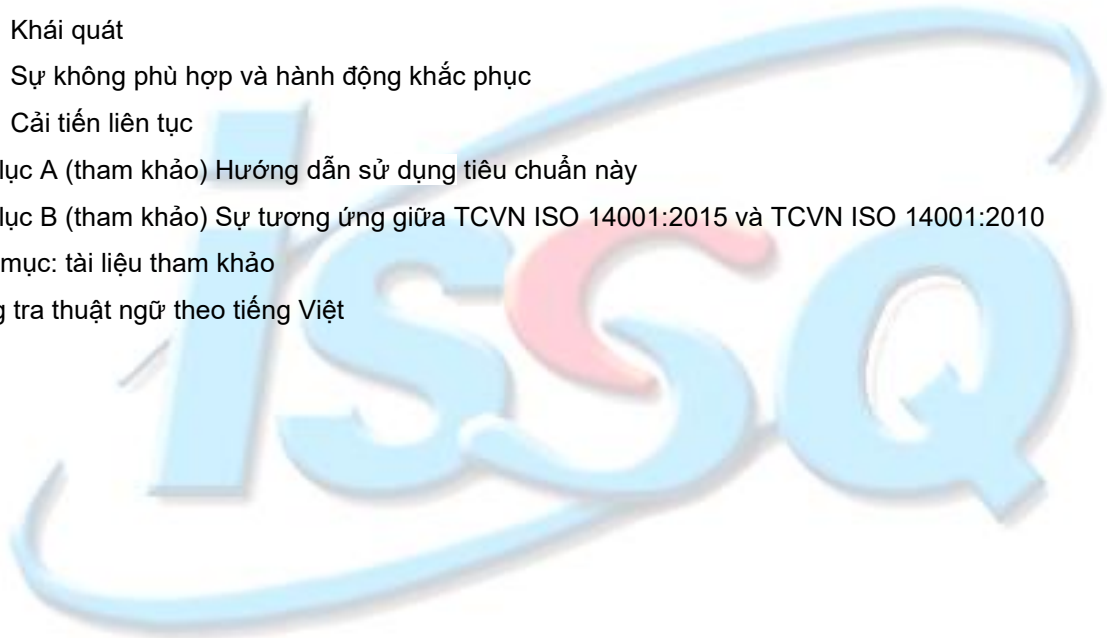 Khái quát
Sự không phù hợp và hành động khắc phục
Cải tiến liên tục
lục A (tham khảo) Hướng dẫn sử dụng tiêu chuẩn này
lục B (tham khảo) Sự tương ứng giữa TCVN ISO 14001:2015 và TCVN ISO 14001:2010
mục: tài liệu tham khảo
tra thuật ngữ theo tiếng Việt
ISSQ